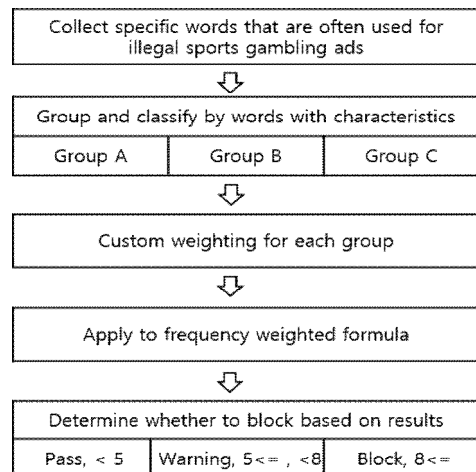 Collect specific words that are often used for
illegal sports gambling ads
Group and classify by words with characteristics
Group A Group B Group C
Custom weighting for each group
Apply to frequency weighted formula
Determine whether to block based on results
Pass, < 5 Warning, 5<= , <8 Block, 8<=